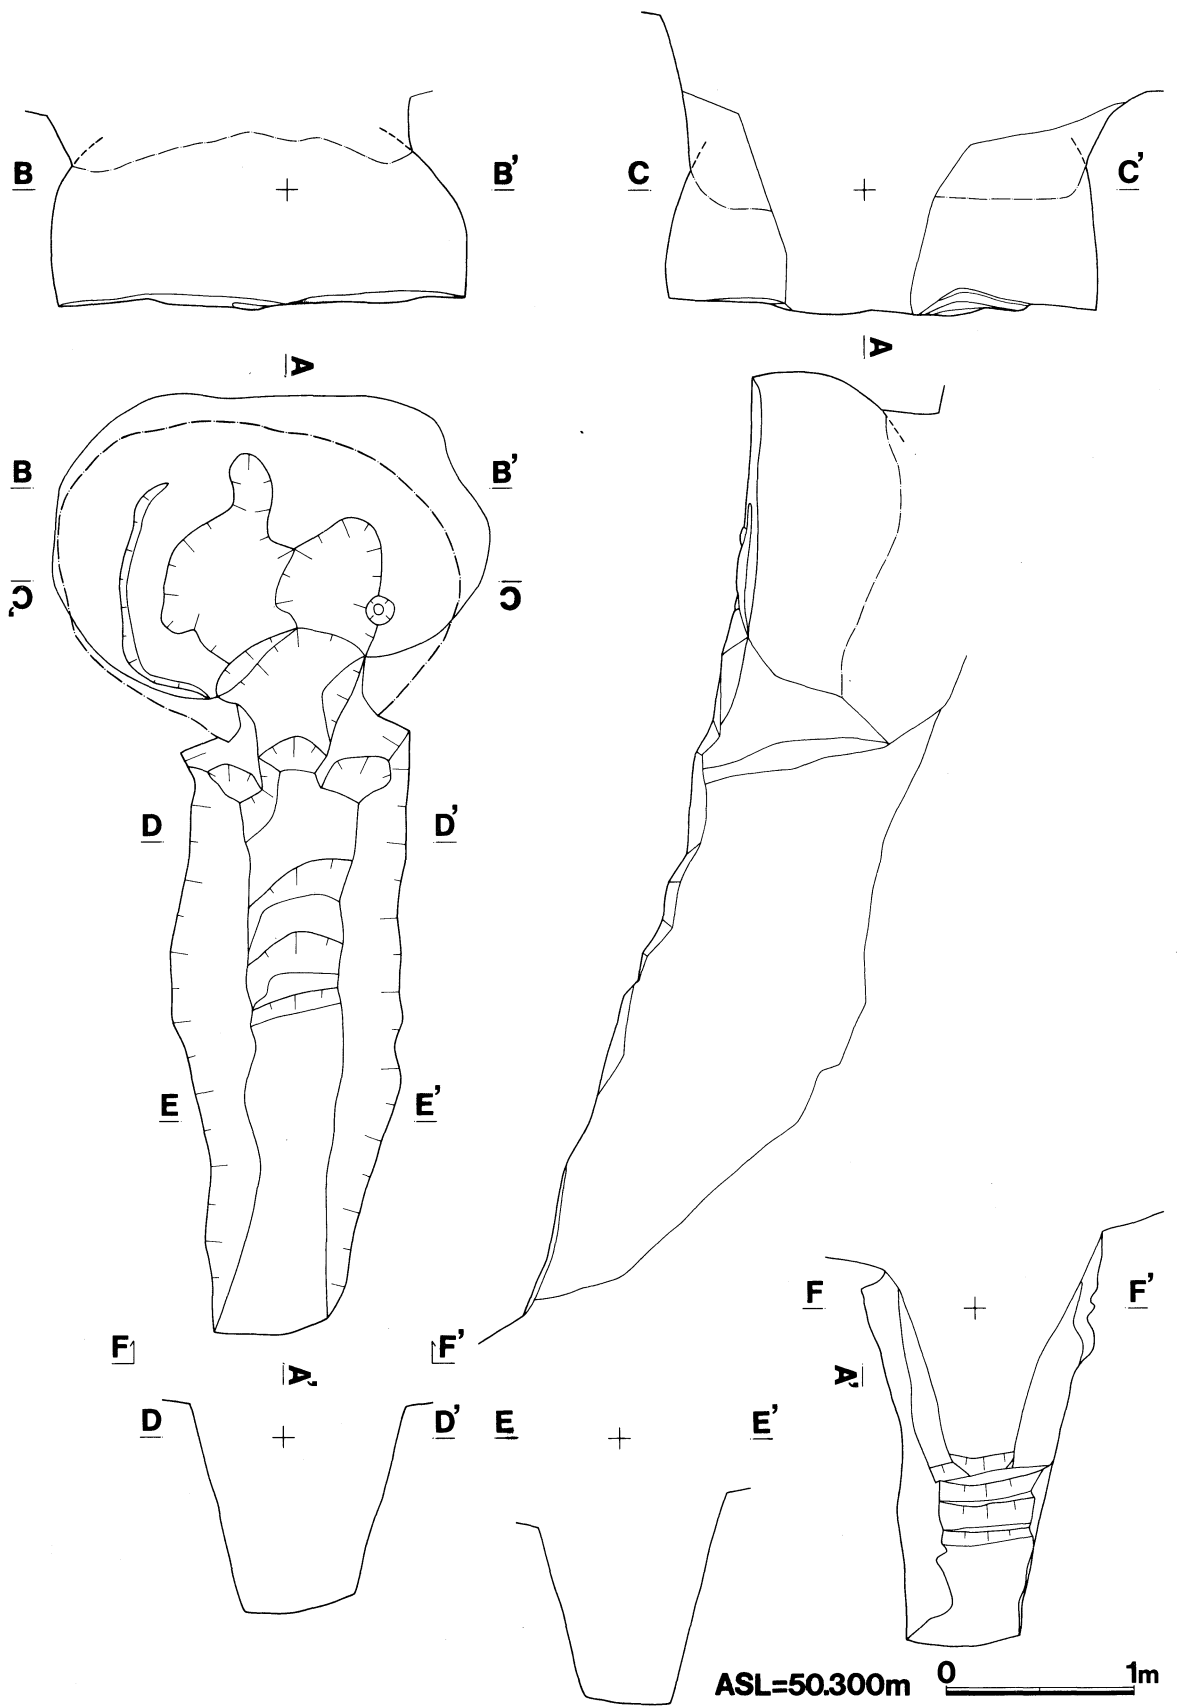 B B’ C C’
A A
B B’
C’ C
D D’
E E’
F F’
F F’
A’ A’
D D’ E E’
ASL=50.300m 0 1m